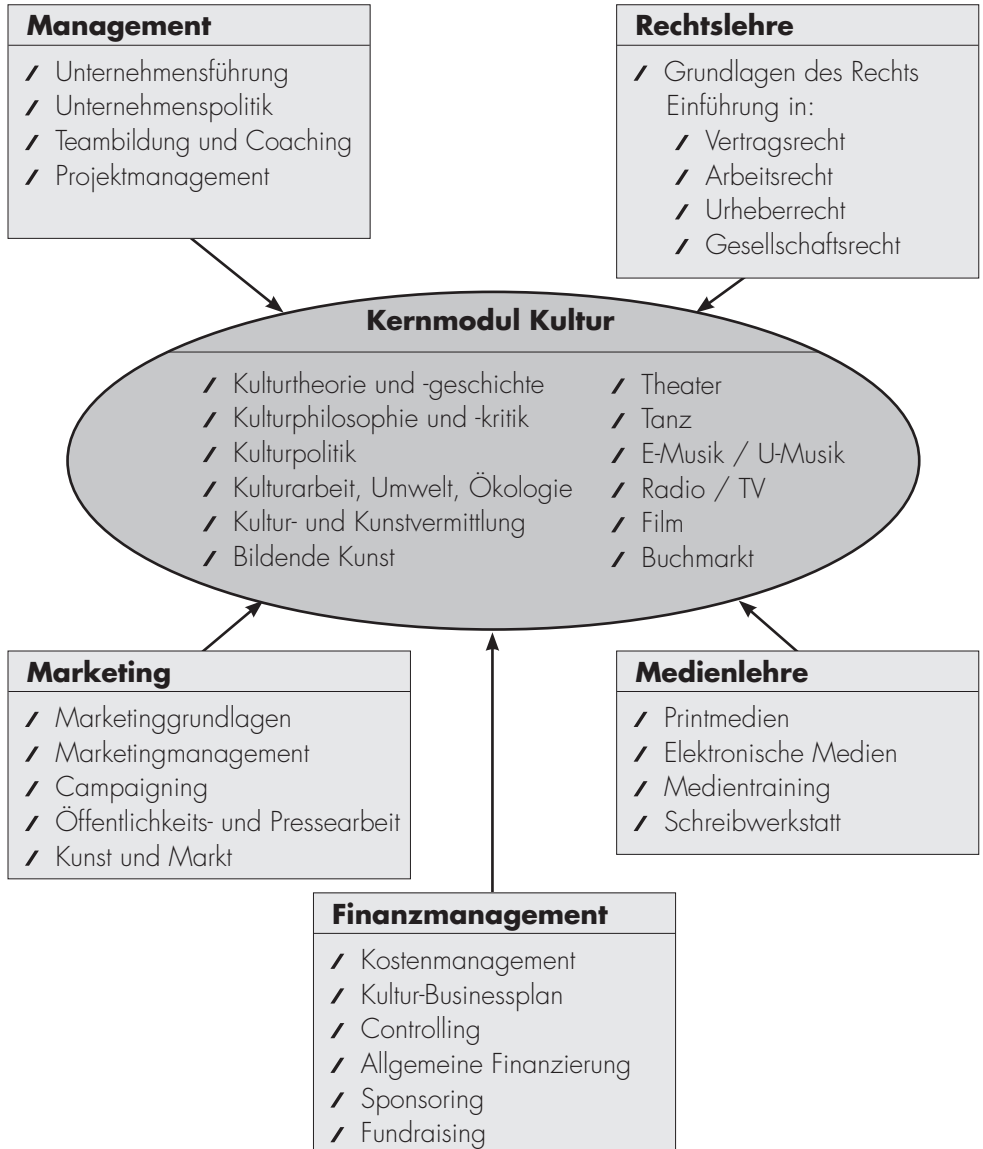 Management
Unternehmensführung
Unternehmenspolitik
Teambildung und Coaching
Projektmanagement
Rechtslehre
Grundlagen des Rechts
Einführung in:
Vertragsrecht
Arbeitsrecht
Urheberrecht
Gesellschaftsrecht
Kernmodul Kultur
Kulturtheorie und -geschichte
Kulturphilosophie und -kritik
Kulturpolitik
Kulturarbeit, Umwelt, Ökologie
Kultur- und Kunstvermittlung
Bildende Kunst
Theater
Tanz
E-Musik / U-Musik
Radio / TV
Film
Buchmarkt
Marketing
Marketinggrundlagen
Marketingmanagement
Campaigning
Öffentlichkeits- und Pressearbeit
Kunst und Markt
Medienlehre
Printmedien
Elektronische Medien
Medientraining
Schreibwerkstatt
Finanzmanagement
Kostenmanagement
Kultur-Businessplan
Controlling
Allgemeine Finanzierung
Sponsoring
Fundraising